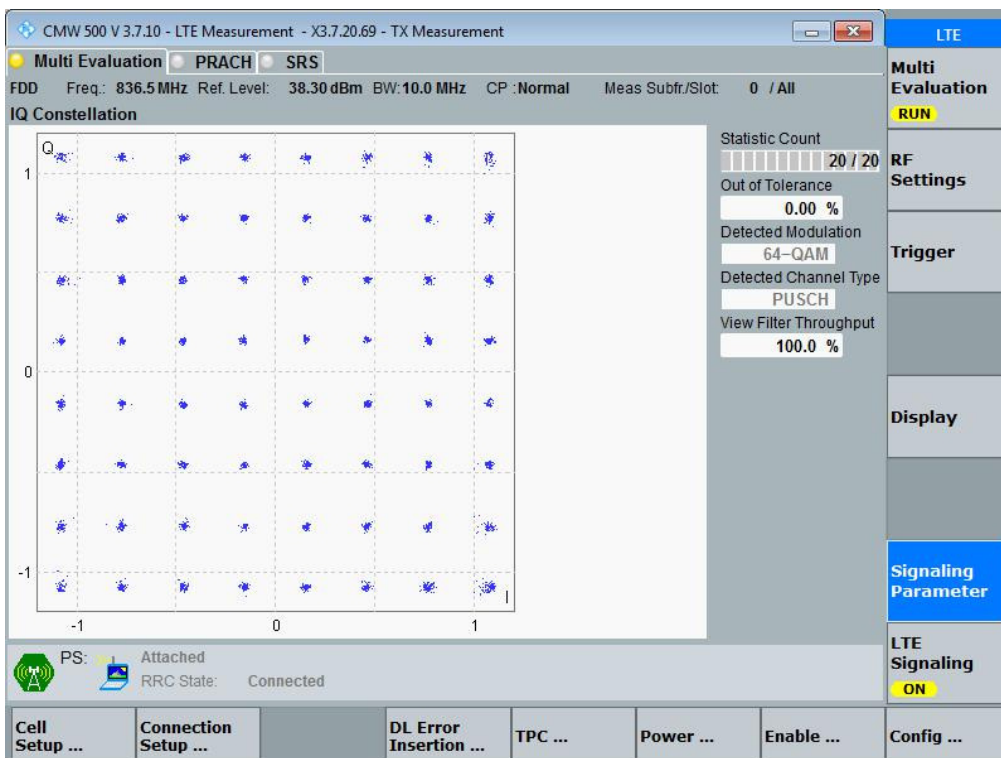 CMW 500 V 3.7.10 - LTE Measurement - X3.7.20.69 - TX Measurement
LTE
Multi Evaluation PRACH SRS
FDD Freq.: 836.5 MHz Ref. Level: 38.30 dBm BW: 10.0 MHz CP : Normal Meas Subfr./Slot: 0 / All
IQ Constellation
Q
1
0
-1
-1 0 1
I
Statistic Count
20 / 20
Out of Tolerance
0.00 %
Detected Modulation
64-QAM
Detected Channel Type
PUSCH
View Filter Throughput
100.0 %
Multi
Evaluation
RUN
RF
Settings
Trigger
Display
Signaling
Parameter
LTE
Signaling
ON
PS: Attached
RRC State: Connected
Cell
Setup ...
Connection
Setup ...
DL Error
Insertion ...
TPC ...
Power ...
Enable ...
Config ...